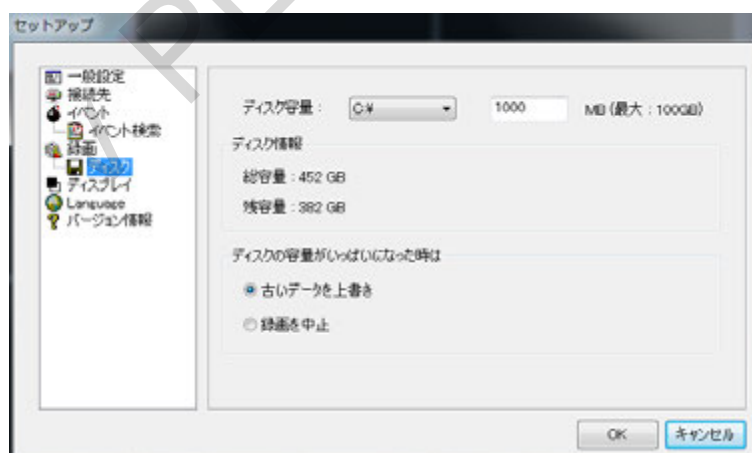 セットアップ
一般設定
接続先
イベント
イベント検索
録画
ディスク
ディスプレイ
Language
バージョン情報
ディスク容量： C:¥ 1000 MB (最大：100GB)
ディスク情報
総容量：452 GB
残容量：382 GB
ディスクの容量がいっぱいになった時は
古いデータを上書き
録画を中止
OK キャンセル